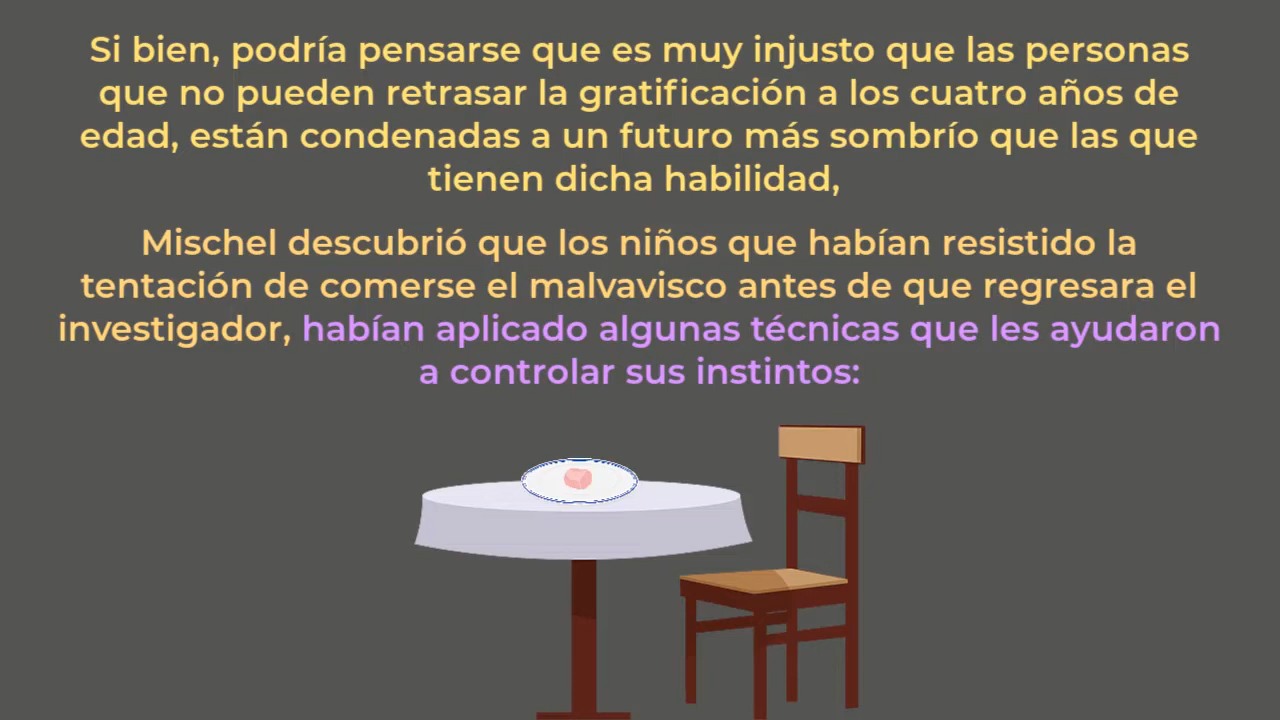 Si bien, podría pensarse que es muy injusto que las personas
que no pueden retrasar la gratificación a los cuatro años de
edad, están condenadas a un futuro más sombrío que las que
tienen dicha habilidad,
Mischel descubrió que los niños que habían resistido la
tentación de comerse el malvavisco antes de que regresara el
investigador, habían aplicado algunas técnicas que les ayudaron
a controlar sus instintos: